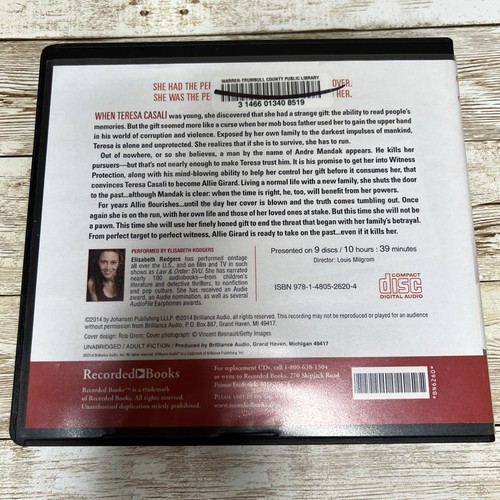 SHE HAD THE PE
OVER.
SHE WAS THE PE
HER.
WARREN-TRUMBULL COUNTY PUBLIC LIBRARY
3 1466 01340 8519
WHEN TERESA CASALI was young, she discovered that she had a strange gift: the ability to read people's
memories. But the gift seemed more like a curse when her mob boss father used her to gain the upper hand
in his world of corruption and violence. Exposed by her own family to the darkest impulses of mankind,
Teresa is alone and unprotected. She realizes that if she is to survive, she has to run.
Out of nowhere, or so she believes, a man by the name of Andre Mandak appears. He kills her
pursuers—but that's not nearly enough to make Teresa trust him. It is his promise to get her into Witness
Protection, along with his mind-blowing ability to help her control her gift before it consumes her, that
convinces Teresa Casali to become Allie Girard. Living a normal life with a new family, she shuts the door
to the past...although Mandak is clear: when the time is right, he, too, will benefit from her powers.
For years Allie flourishes...until the day her cover is blown and the truth comes tumbling out. Once
again she is on the run, with her own life and those of her loved ones at stake. But this time she will not be
a pawn. This time she will use her finely honed gift to end the threat that began with her family's betrayal.
From perfect target to perfect witness, Allie Girard is ready to take on the past...even if it kills her.
PERFORMED BY ELISABETH RODGERS
Elisabeth Rodgers has performed onstage
all over the U.S., and on film and TV in such
shows as Law & Order: SVU. She has narrated
nearly 100 audiobooks—from children's
literature and detective thrillers, to nonfiction
and pop culture. She has received an Audie
award, an Audie nomination, as well as several
AudioFile Earphones awards.
Presented on 9 discs / 10 hours : 39 minutes
Director: Louis Milgrom
ISBN 978-1-4805-2620-4
COMPACT
disc
DIGITAL AUDIO
©2014 by Johansen Publishing LLLP. ℗2014 Brilliance Audio, all rights reserved. This recording may not be reproduced or played for an audience
without permission from Brilliance Audio, P.O. Box 887, Grand Haven, MI 49417.
Cover design: Rob Grom; Cover photograph: © Vincent Besnault/Getty Images
UNABRIDGED / ADULT FICTION / Produced by Brilliance Audio, Grand Haven, Michigan 49417
Recorded Books
Recorded Books™ is a trademark
of Recorded Books. All rights reserved.
Unauthorized duplication strictly prohibited.
For replacement CDs, call 1-800-638-1304
or write to Recorded Books, 270 Skipjack Road,
Prince Frederick, MD
Please visit
www.recordedbooks
*BN6260*